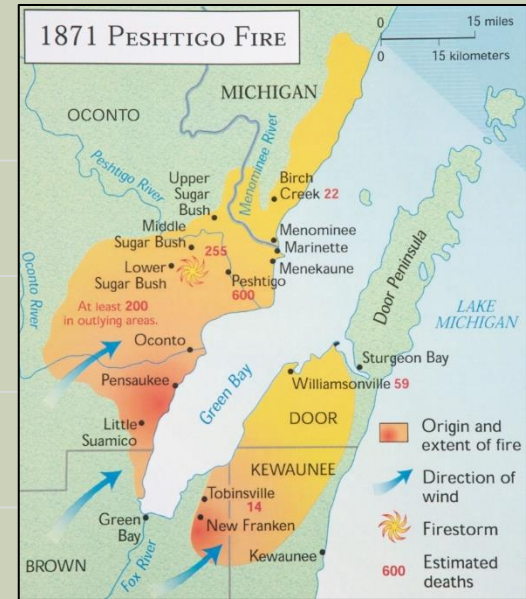 1871 PESHTIGO FIRE
0 15 miles
0 15 kilometers
MICHIGAN
OCONTO
Peshtigo River
Menominee River
Upper
Sugar
Bush
Birch
Creek 22
Middle
Sugar Bush
255
Menominee
Marinette
Menekaune
Lower
Sugar Bush
Peshtigo
600
Oconto River
At least 200
in outlying areas.
Door Peninsula
LAKE
MICHIGAN
Oconto
Green Bay
Sturgeon Bay
Pensaukee
Williamsonville 59
DOOR
Little
Suamico
KEWAUNEE
Tobinsville
14
New Franken
Green
Bay
Fox River
BROWN
Kewaunee
Origin and
extent of fire
Direction of
wind
Firestorm
600 Estimated
deaths